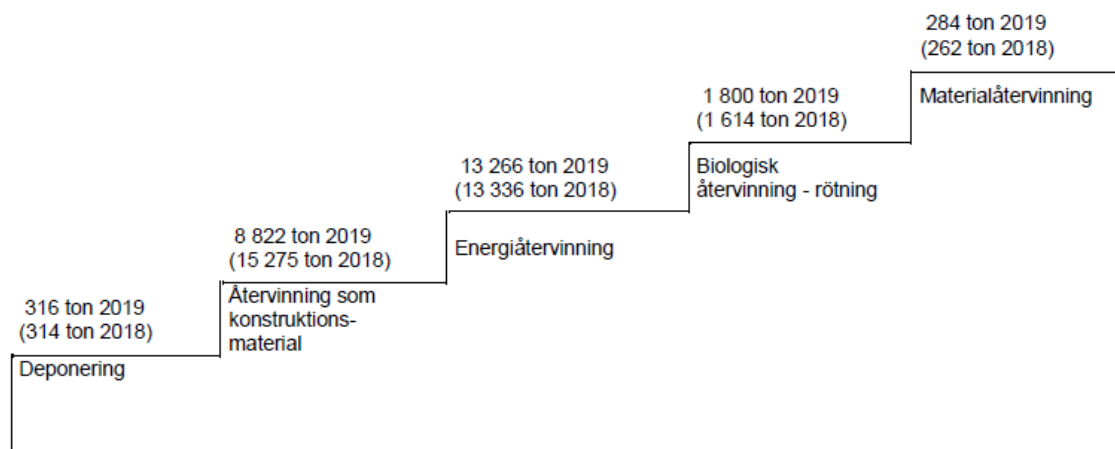 284 ton 2019
(262 ton 2018)
Materialåtervinning
1 800 ton 2019
(1 614 ton 2018)
Biologisk
återvinning - rötning
13 266 ton 2019
(13 336 ton 2018)
Energiåtervinning
8 822 ton 2019
(15 275 ton 2018)
Återvinning som
konstruktions-
material
316 ton 2019
(314 ton 2018)
Deponering